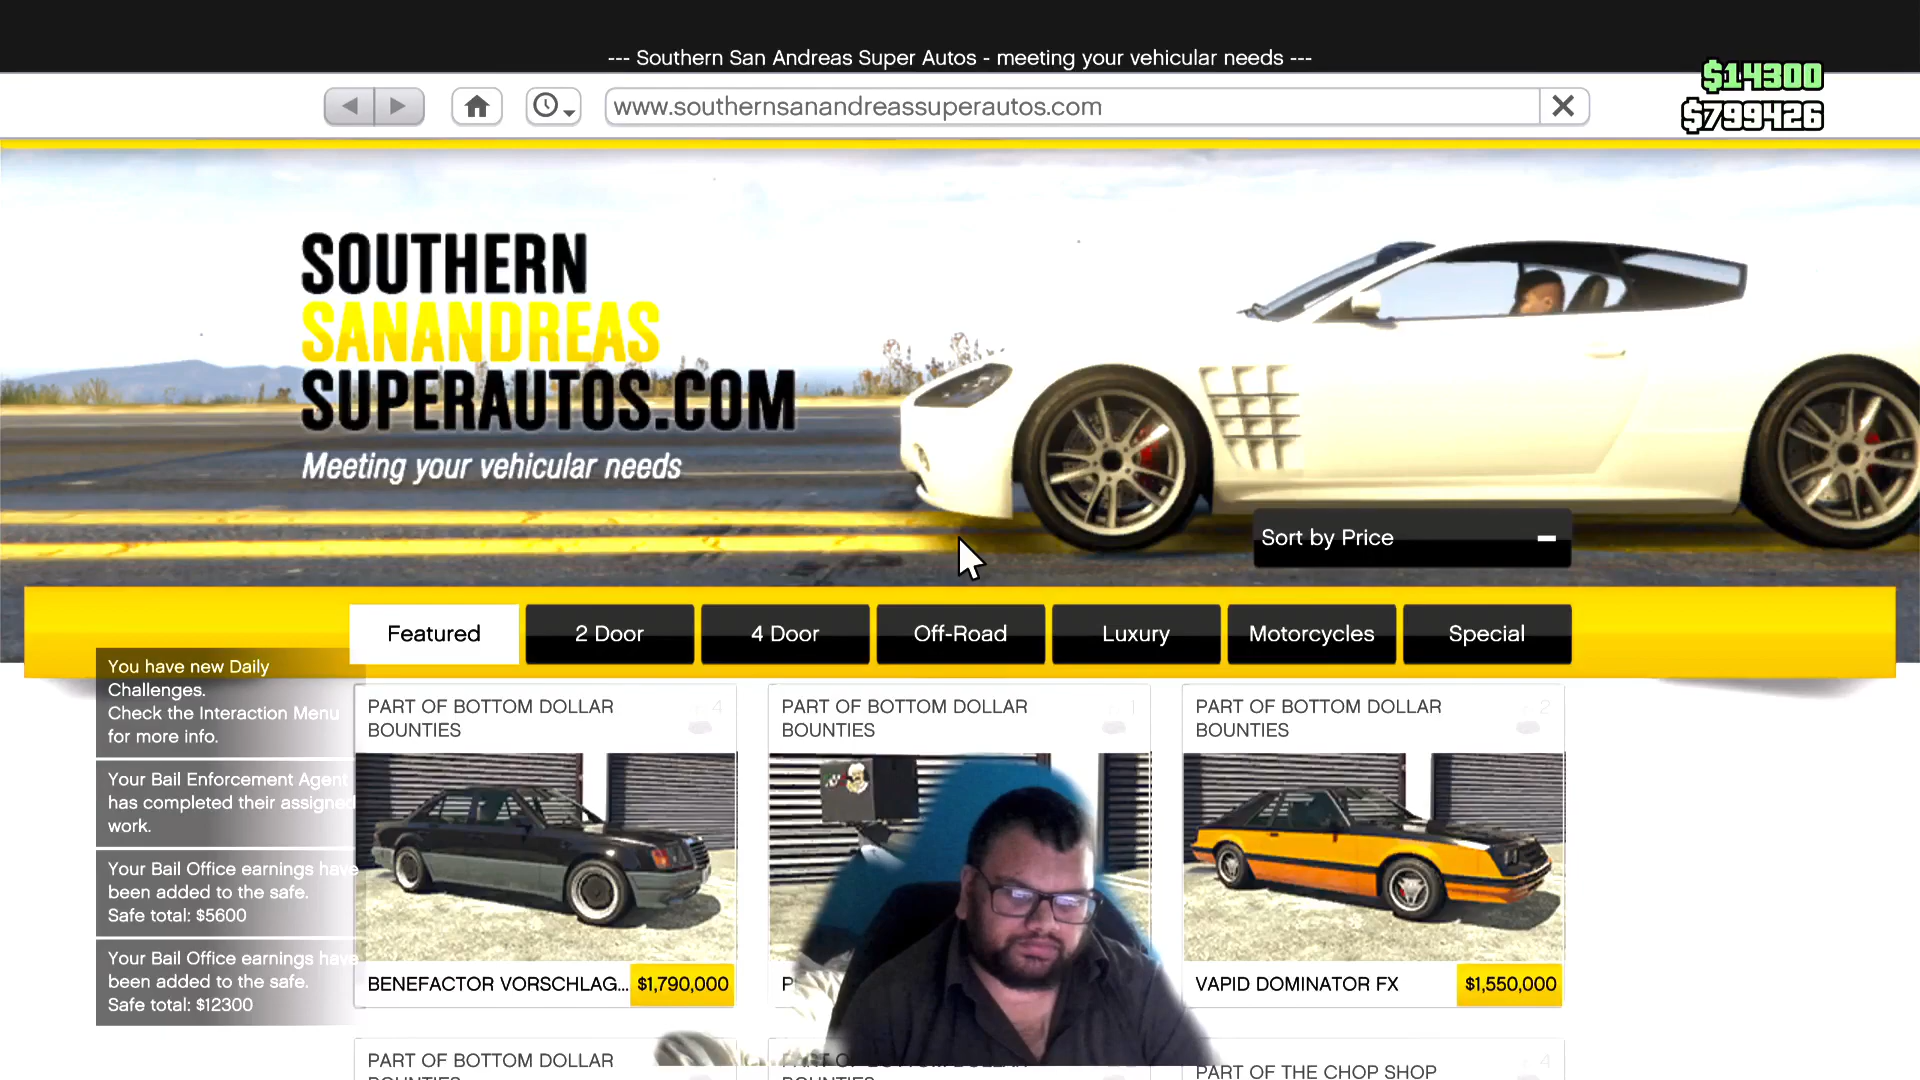 --- Southern San Andreas Super Autos - meeting your vehicular needs ---
$14300
www.southernsanandreassuperautos.com
$799426
SOUTHERN
SANANDREAS
SUPERAUTOS.COM
Meeting your vehicular needs
Sort by Price
Featured
2 Door
4 Door
Off-Road
Luxury
Motorcycles
Special
You have new Daily
Challenges.
Check the Interaction Menu
for more info.
Your Bail Enforcement Agent
has completed their assigned
work.
Your Bail Office earnings have
been added to the safe.
Safe total: $5600
Your Bail Office earnings have
been added to the safe.
Safe total: $12300
PART OF BOTTOM DOLLAR
BOUNTIES
4
BENEFACTOR VORSCHLAG...
$1,790,000
PART OF BOTTOM DOLLAR
BOUNTIES
1
PART OF BOTTOM DOLLAR
BOUNTIES
2
VAPID DOMINATOR FX
$1,550,000
PART OF BOTTOM DOLLAR
BOUNTIES
PART OF THE CHOP SHOP
4